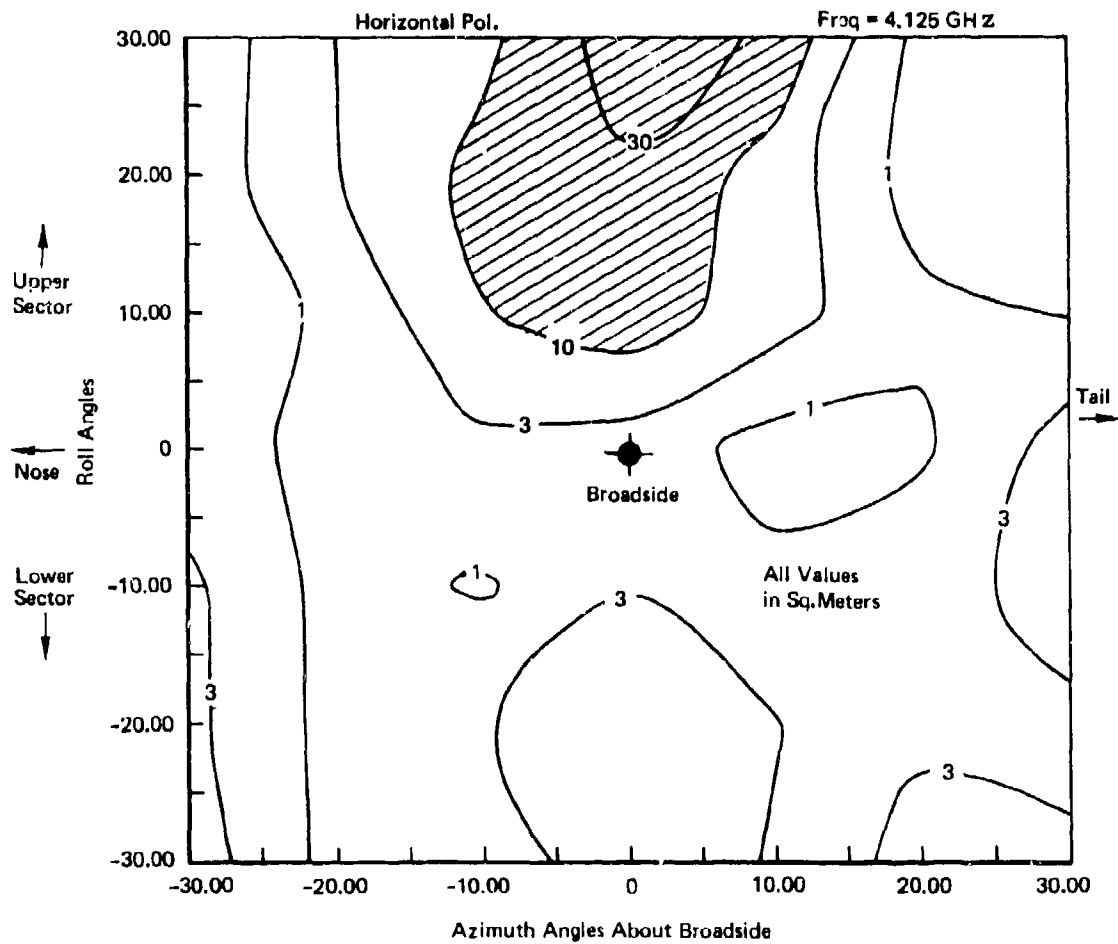 Horizontal Pol. Freq = 4.125 GHz
30.00
30
20.00
1
Upper
Sector
1
10.00
10
Tail
Roll Angles
3
1
0
Nose
Broadside
3
Lower
Sector
-10.00
1
All Values
in Sq. Meters
3
3
-20.00
3
-30.00
-30.00 -20.00 -10.00 0 10.00 20.00 30.00
Azimuth Angles About Broadside